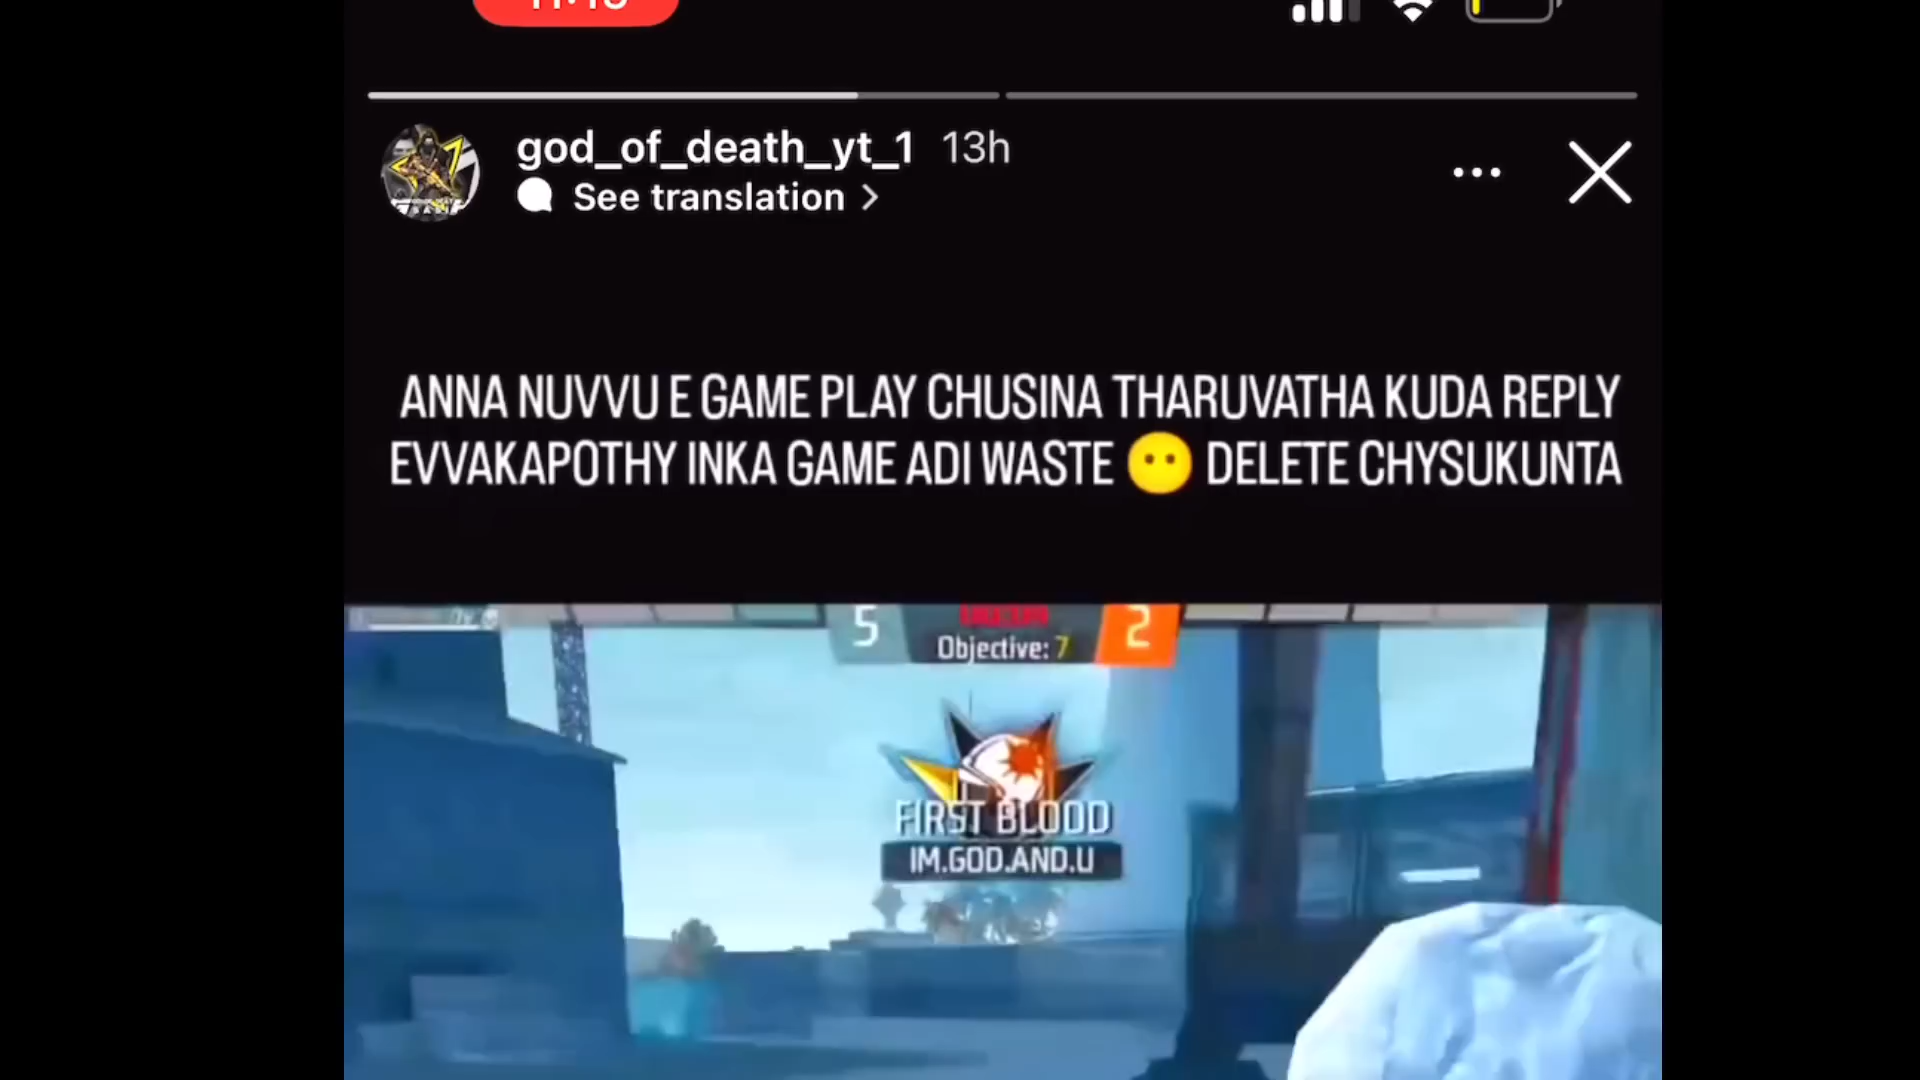 god_of_death_yt_1 13h
See translation >
ANNA NUVVU E GAME PLAY CHUSINA THARUVATHA KUDA REPLY
EVVAKAPOTHY INKA GAME ADI WASTE 😶 DELETE CHYSUKUNTA
5 2
Objective: 7
FIRST BLOOD
IM.GOD.AND.U